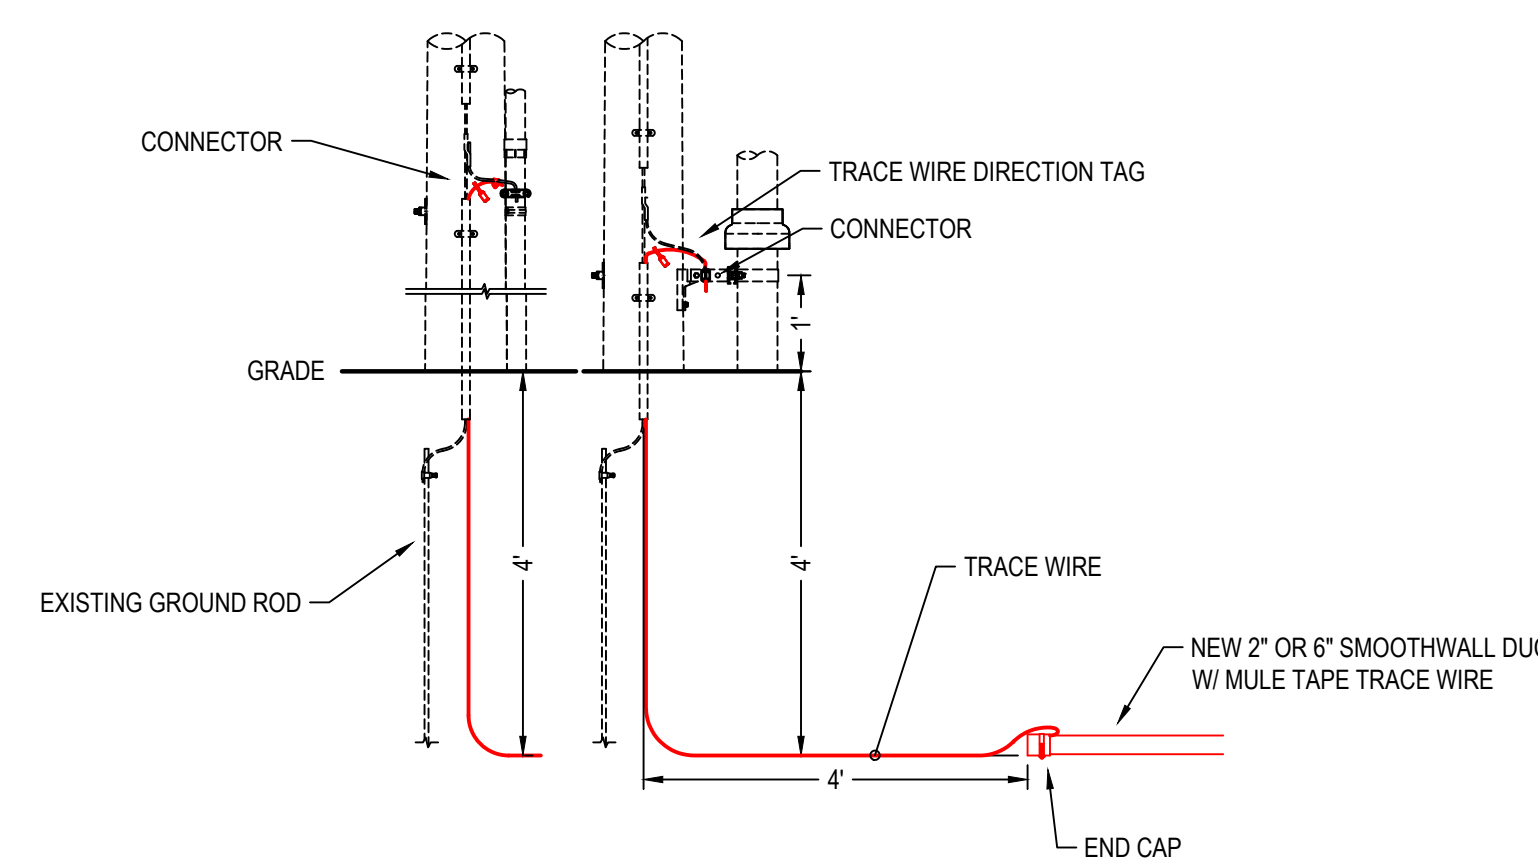 CONNECTOR
TRACE WIRE DIRECTION TAG
CONNECTOR
1'
GRADE
4'
4'
TRACE WIRE
EXISTING GROUND ROD
NEW 2" OR 6" SMOOTHWALL
W/ MULE TAPE TRACE WIRE
4'
END CAP